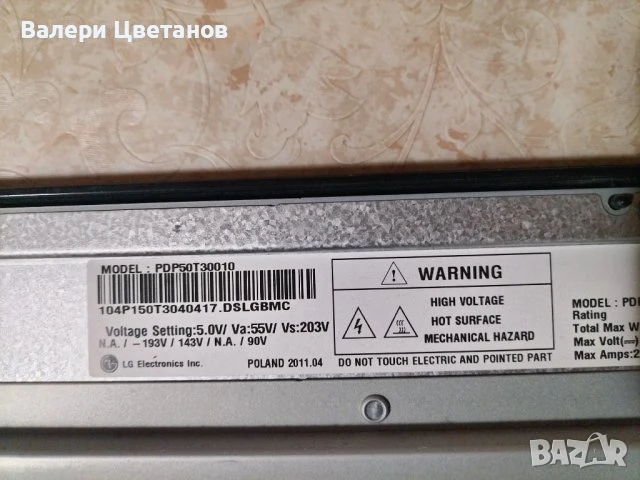 Валери Цветанов
MODEL : PDP50T30010
104P150T3040417.DSLGBMC
Voltage Setting:5.0V/ Va:55V/ Vs:203V
N.A. / -193V / 143V / N.A. / 90V
LG Electronics Inc.
POLAND 2011.04
WARNING
HIGH VOLTAGE
HOT SURFACE
MECHANICAL HAZARD
DO NOT TOUCH ELECTRIC AND POINTED PART
MODEL : PD
Rating
Total Max W
Max Volt(⎓)
Max Amps:2
BAZAR